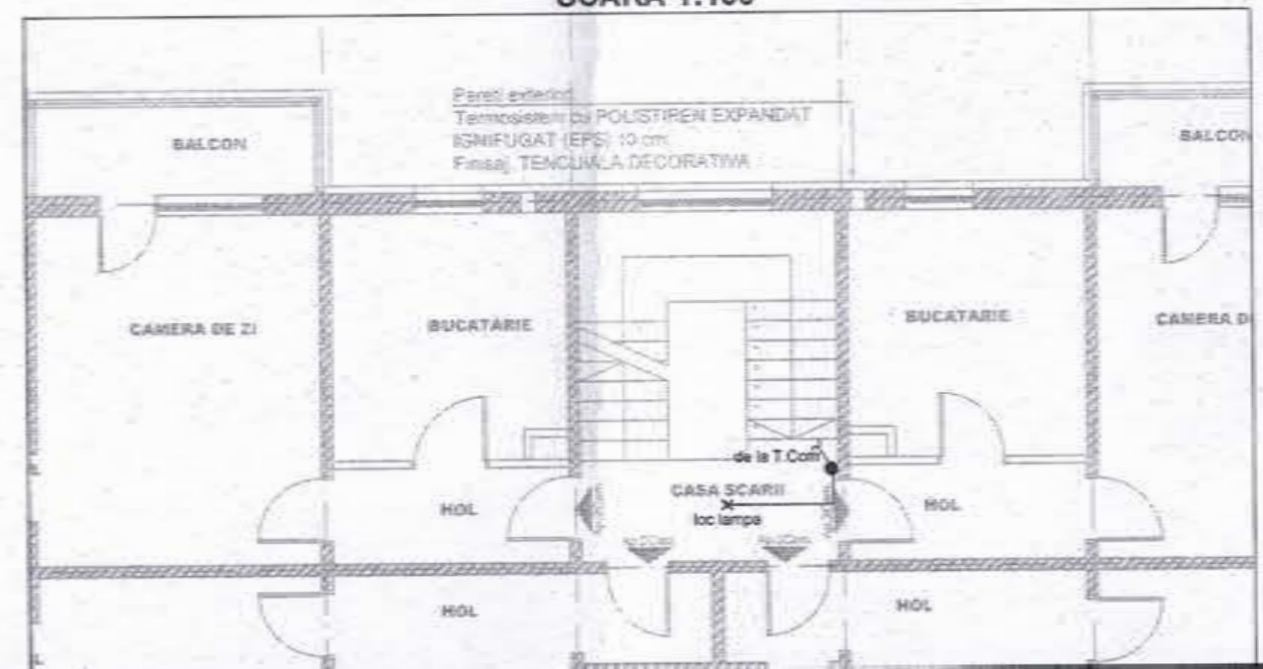 SCARA 1:100
Pereti exteriori
Termosistem cu POLISTIREN EXPANDAT
IGNIFUGAT (EPS) 10 cm
Finisaj TENCUIALA DECORATIVA
BALCON
BALCON
CAMERA DE ZI
BUCATARIE
BUCATARIE
CAMERA D
de la T.Com
CASA SCARII
HOL
HOL
loc lampa
HOL
HOL